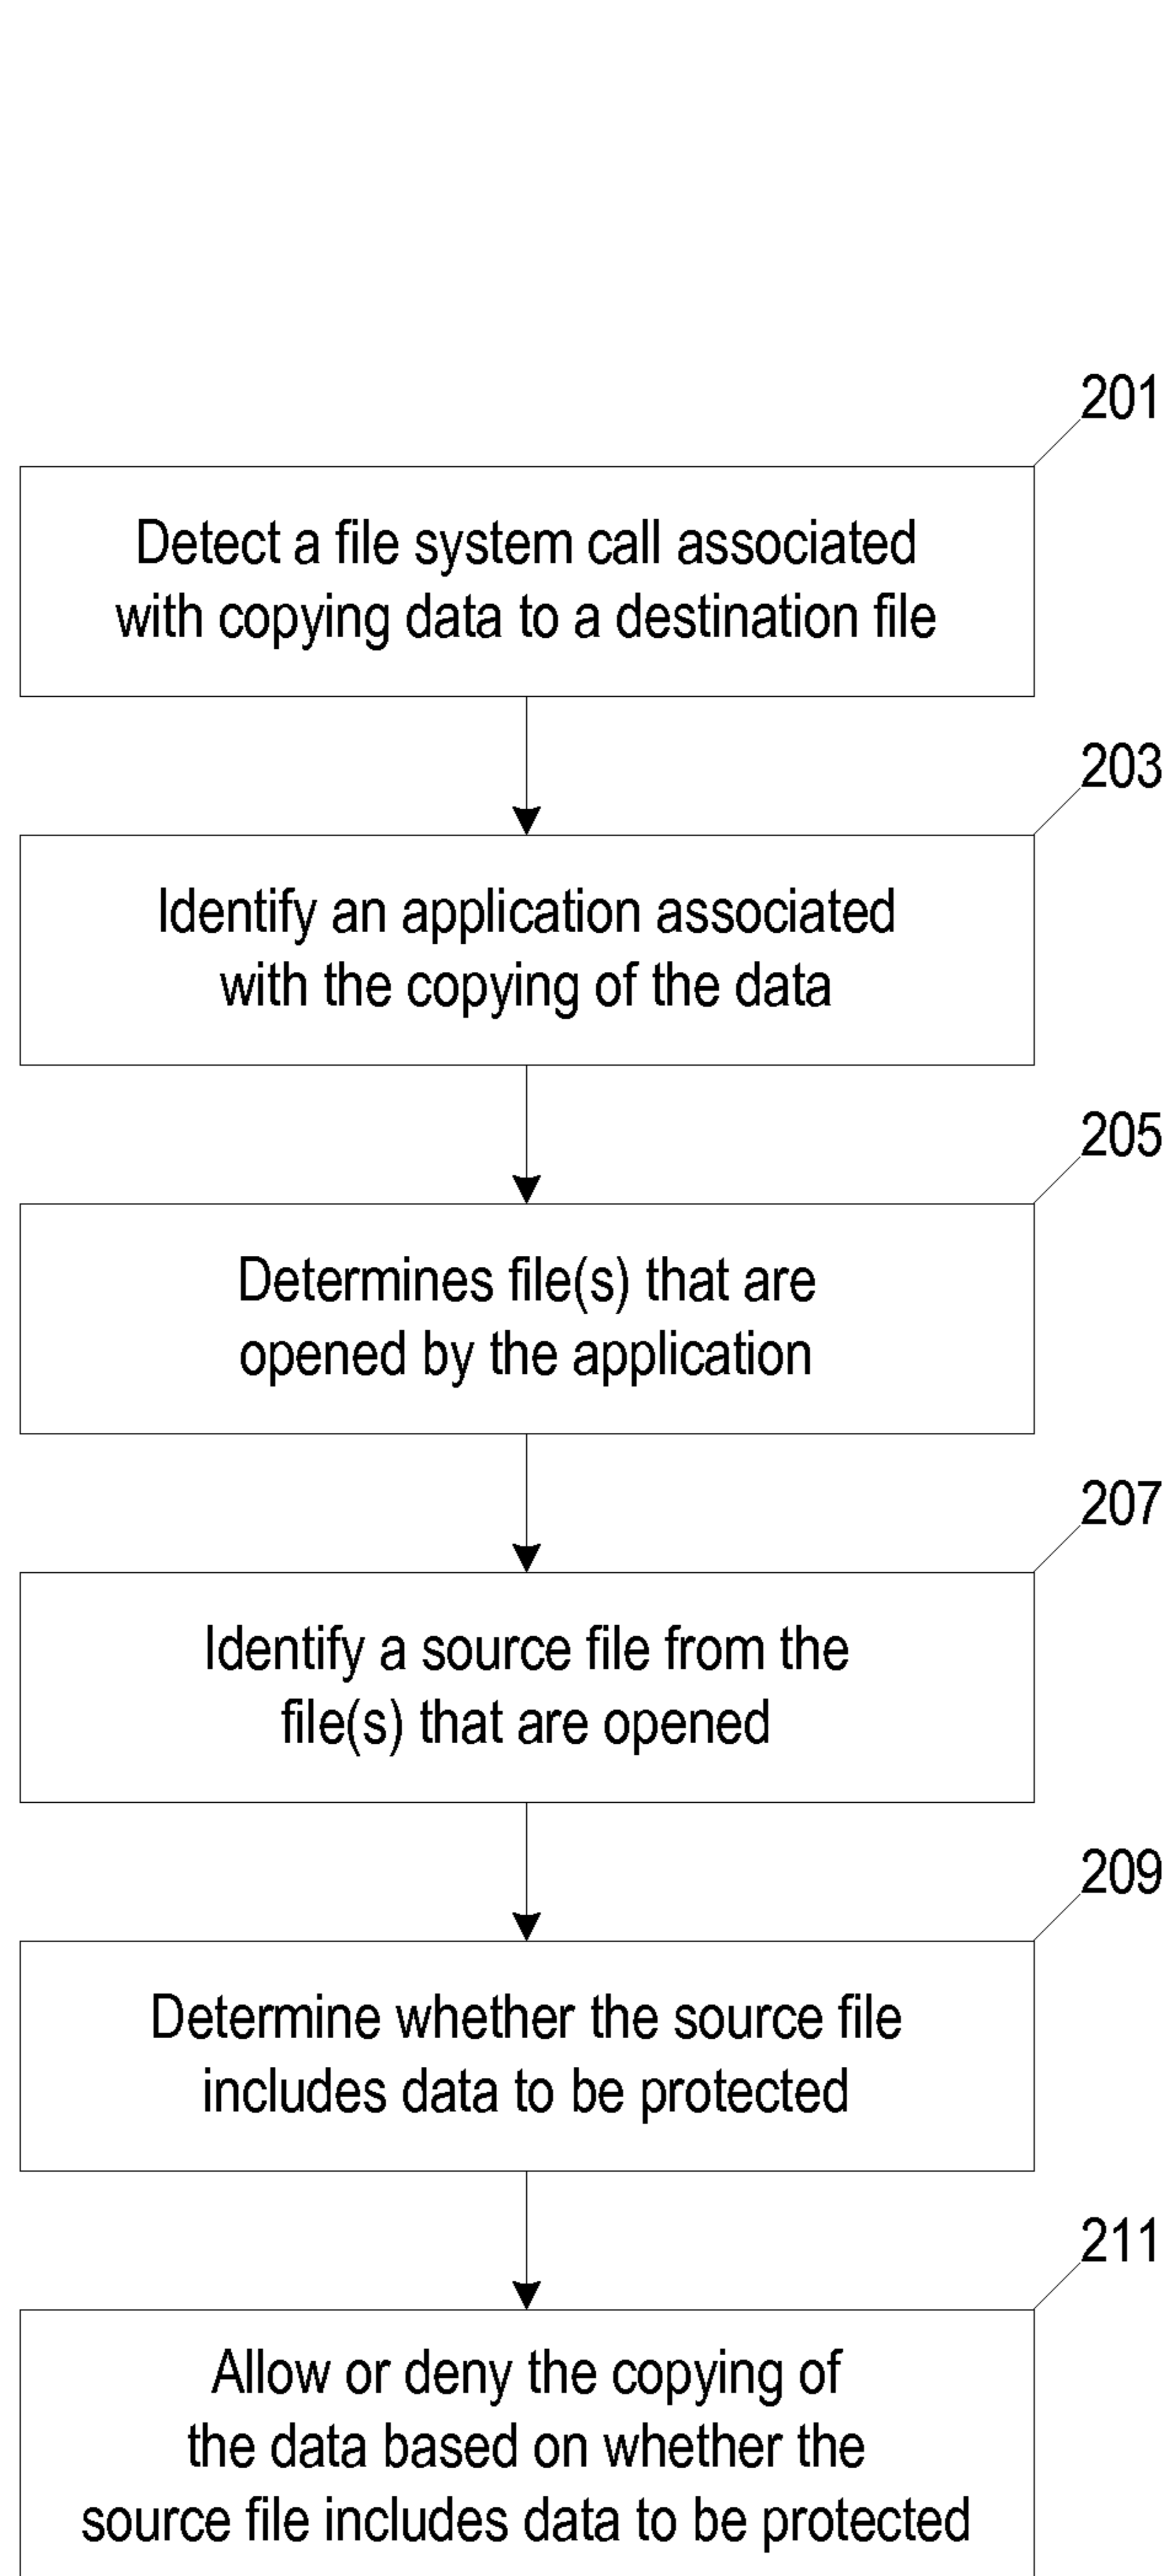 201
Detect a file system call associated
with copying data to a destination file
203
Identify an application associated
with the copying of the data
205
Determines file(s) that are
opened by the application
207
Identify a source file from the
file(s) that are opened
209
Determine whether the source file
includes data to be protected
211
Allow or deny the copying of
the data based on whether the
source file includes data to be protected